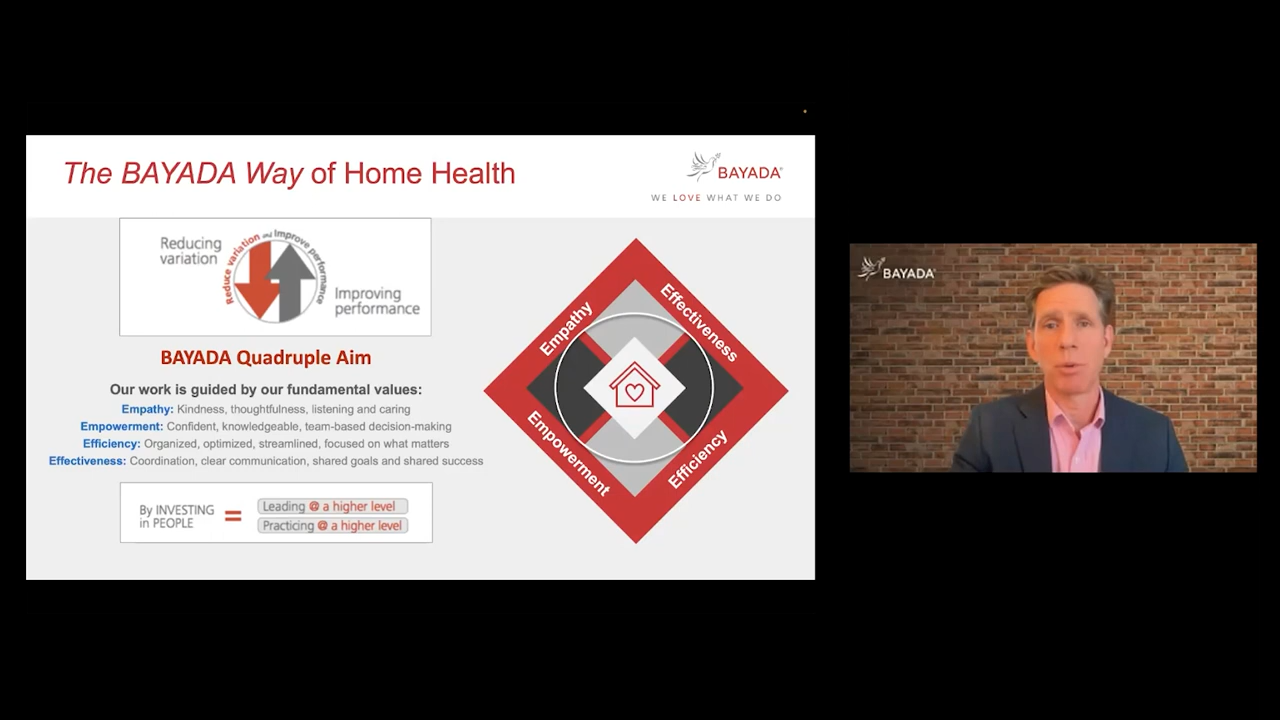 The BAYADA Way of Home Health
BAYADA®
WE LOVE WHAT WE DO
Reducing
variation
Reduce variation and Improve performance
Improving
performance
BAYADA Quadruple Aim
Our work is guided by our fundamental values:
Empathy: Kindness, thoughtfulness, listening and caring
Empowerment: Confident, knowledgeable, team-based decision-making
Efficiency: Organized, optimized, streamlined, focused on what matters
Effectiveness: Coordination, clear communication, shared goals and shared success
By INVESTING
in PEOPLE
=
Leading @ a higher level
Practicing @ a higher level
Empathy
Effectiveness
Empowerment
Efficiency
BAYADA®